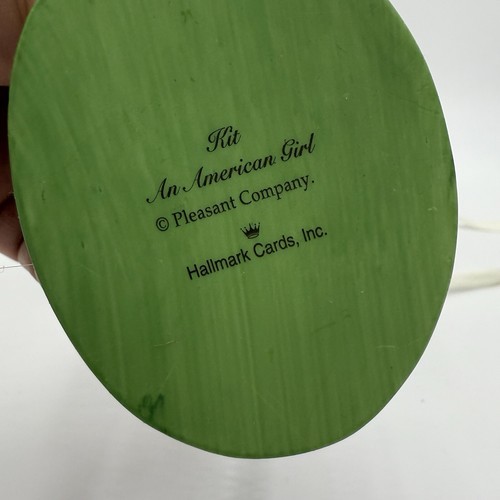 Kit
An American Girl
© Pleasant Company.
Hallmark Cards, Inc.